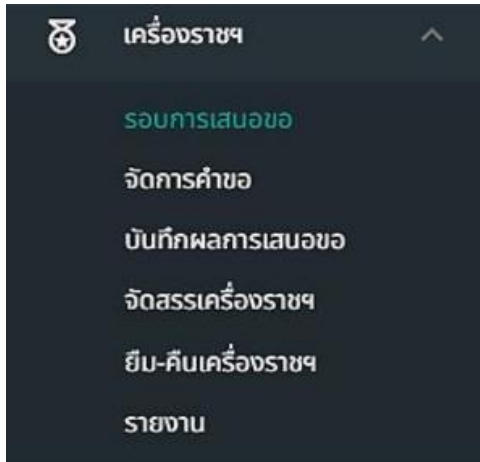 เครื่องราชฯ
รอบการเสนอขอ
จัดการคำขอ
บันทึกผลการเสนอขอ
จัดสรรเครื่องราชฯ
ยืม-คืนเครื่องราชฯ
รายงาน